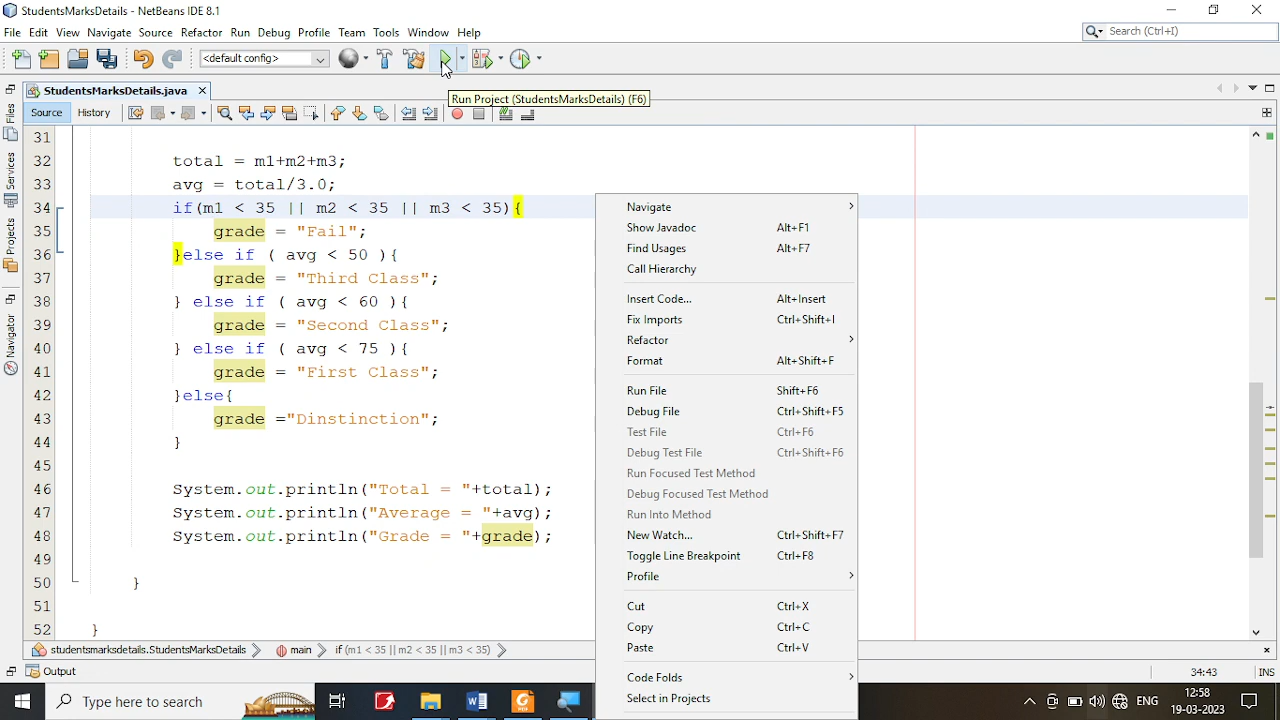 StudentsMarksDetails - NetBeans IDE 8.1
File Edit View Navigate Source Refactor Run Debug Profile Team Tools Window Help
Search (Ctrl+I)
<default config>
StudentsMarksDetails.java
Run Project (StudentsMarksDetails) (F6)
Source History
Files
Services
Projects
Navigator
31
32 total = m1+m2+m3;
33 avg = total/3.0;
34 if(m1 < 35 || m2 < 35 || m3 < 35){
35 grade = "Fail";
36 }else if ( avg < 50 ){
37 grade = "Third Class";
38 } else if ( avg < 60 ){
39 grade = "Second Class";
40 } else if ( avg < 75 ){
41 grade = "First Class";
42 }else{
43 grade ="Dinstinction";
44 }
45
46 System.out.println("Total = "+total);
47 System.out.println("Average = "+avg);
48 System.out.println("Grade = "+grade);
49
50 }
51
52 }
Navigate
Show Javadoc Alt+F1
Find Usages Alt+F7
Call Hierarchy
Insert Code... Alt+Insert
Fix Imports Ctrl+Shift+I
Refactor
Format Alt+Shift+F
Run File Shift+F6
Debug File Ctrl+Shift+F5
Test File Ctrl+F6
Debug Test File Ctrl+Shift+F6
Run Focused Test Method
Debug Focused Test Method
Run Into Method
New Watch... Ctrl+Shift+F7
Toggle Line Breakpoint Ctrl+F8
Profile
Cut Ctrl+X
Copy Ctrl+C
Paste Ctrl+V
Code Folds
Select in Projects
studentsmarksdetails.StudentsMarksDetails main if (m1 < 35 || m2 < 35 || m3 < 35)
Output
34:43 INS
Type here to search
PDF
ENG
12:58
19-03-2023